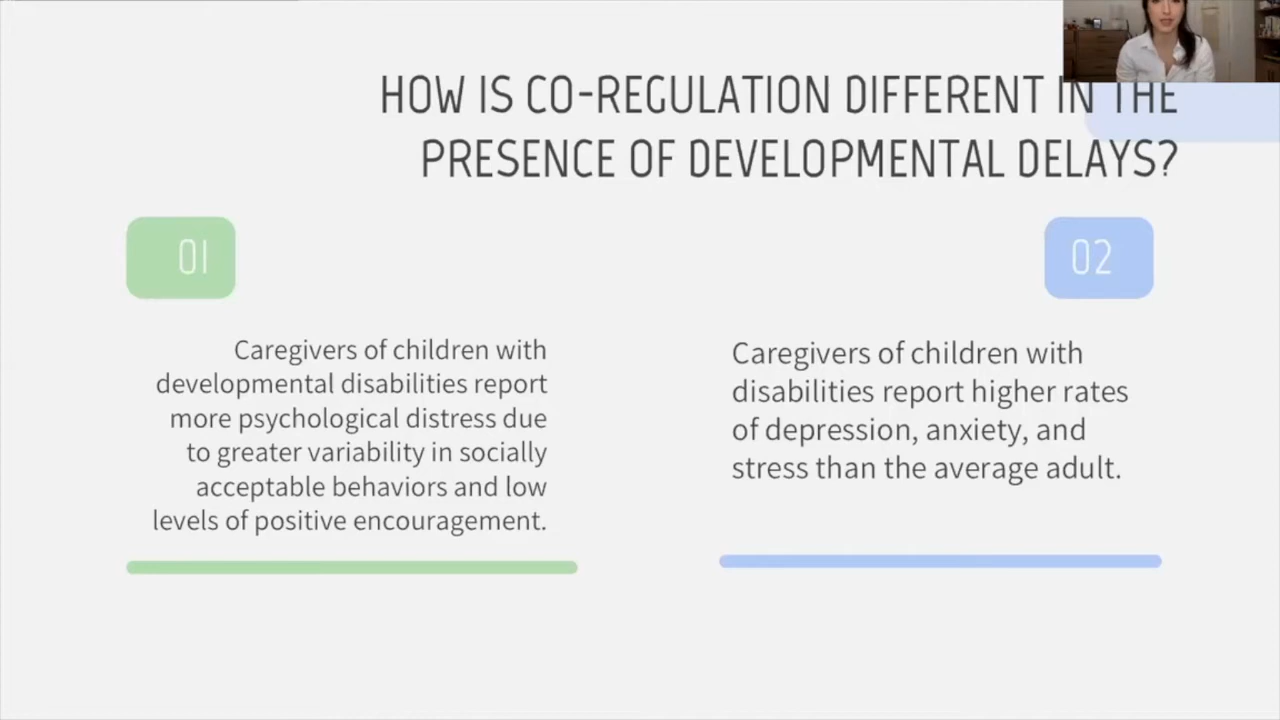 HOW IS CO-REGULATION DIFFERENT IN THE
PRESENCE OF DEVELOPMENTAL DELAYS?
01
Caregivers of children with
developmental disabilities report
more psychological distress due
to greater variability in socially
acceptable behaviors and low
levels of positive encouragement.
02
Caregivers of children with
disabilities report higher rates
of depression, anxiety, and
stress than the average adult.